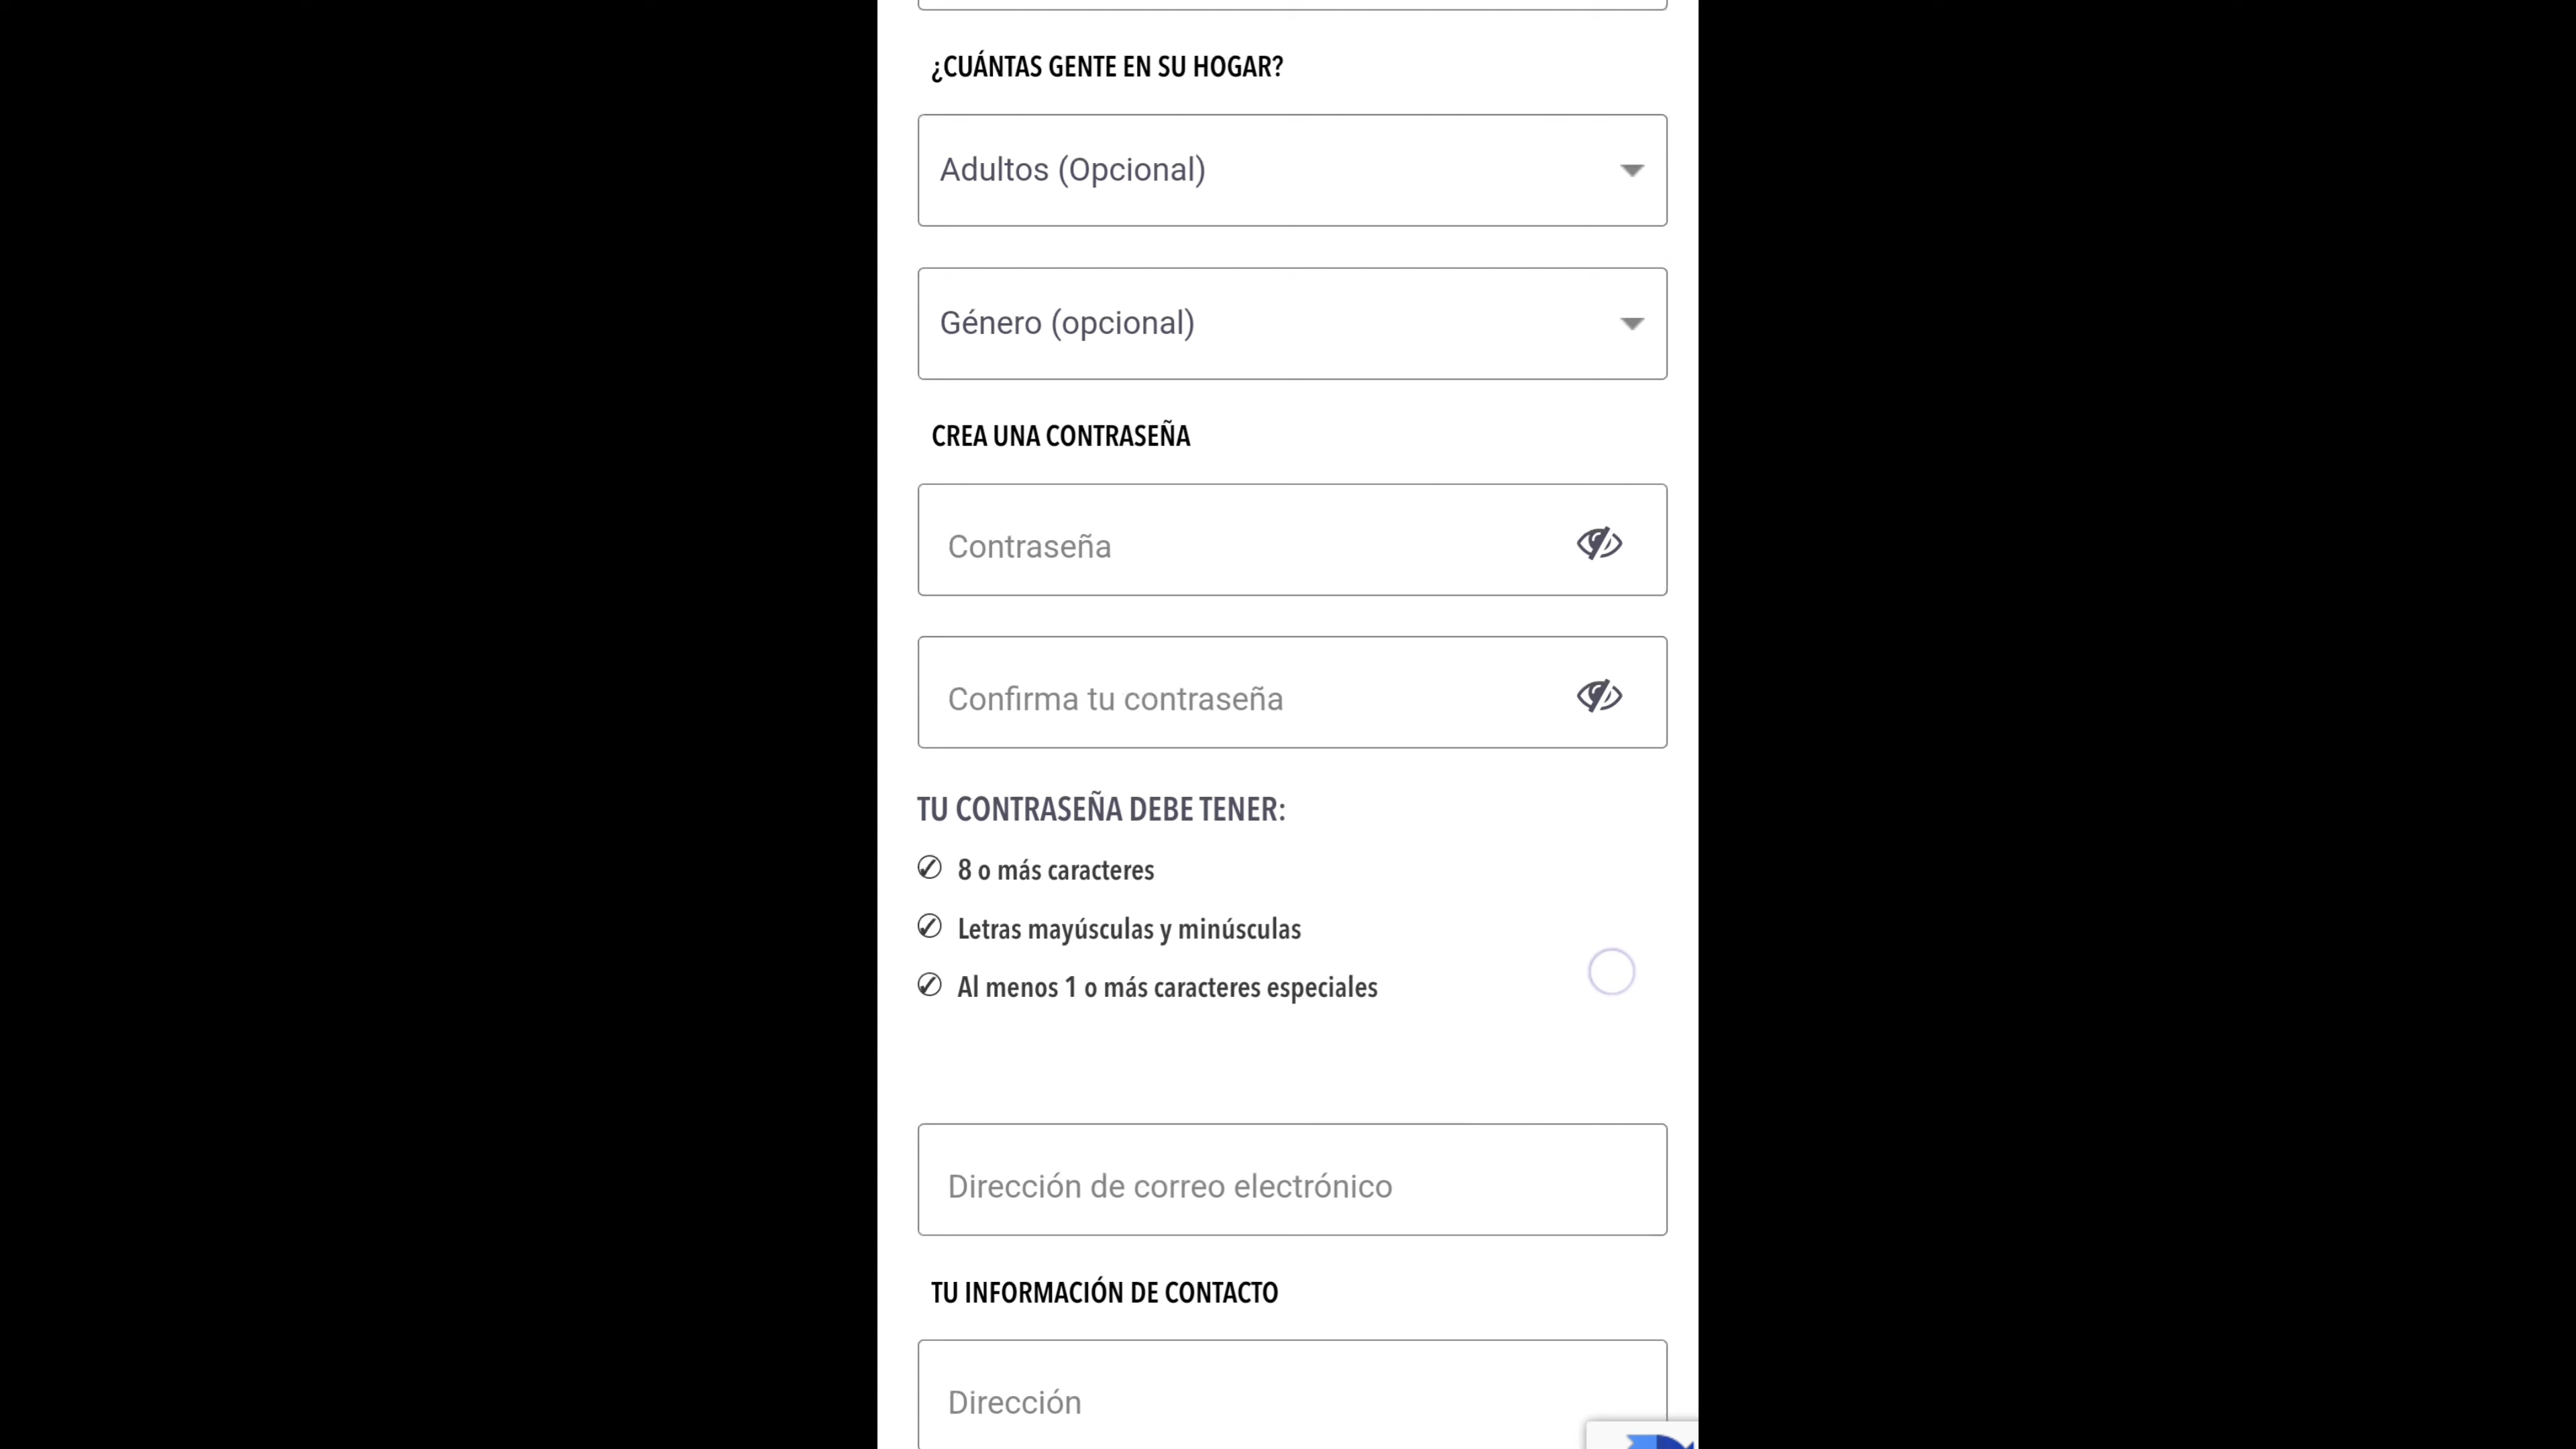 ¿CUÁNTAS GENTE EN SU HOGAR?
Adultos (Opcional)
Género (opcional)
CREA UNA CONTRASEÑA
Contraseña
Confirma tu contraseña
TU CONTRASEÑA DEBE TENER:
8 o más caracteres
Letras mayúsculas y minúsculas
Al menos 1 o más caracteres especiales
Dirección de correo electrónico
TU INFORMACIÓN DE CONTACTO
Dirección